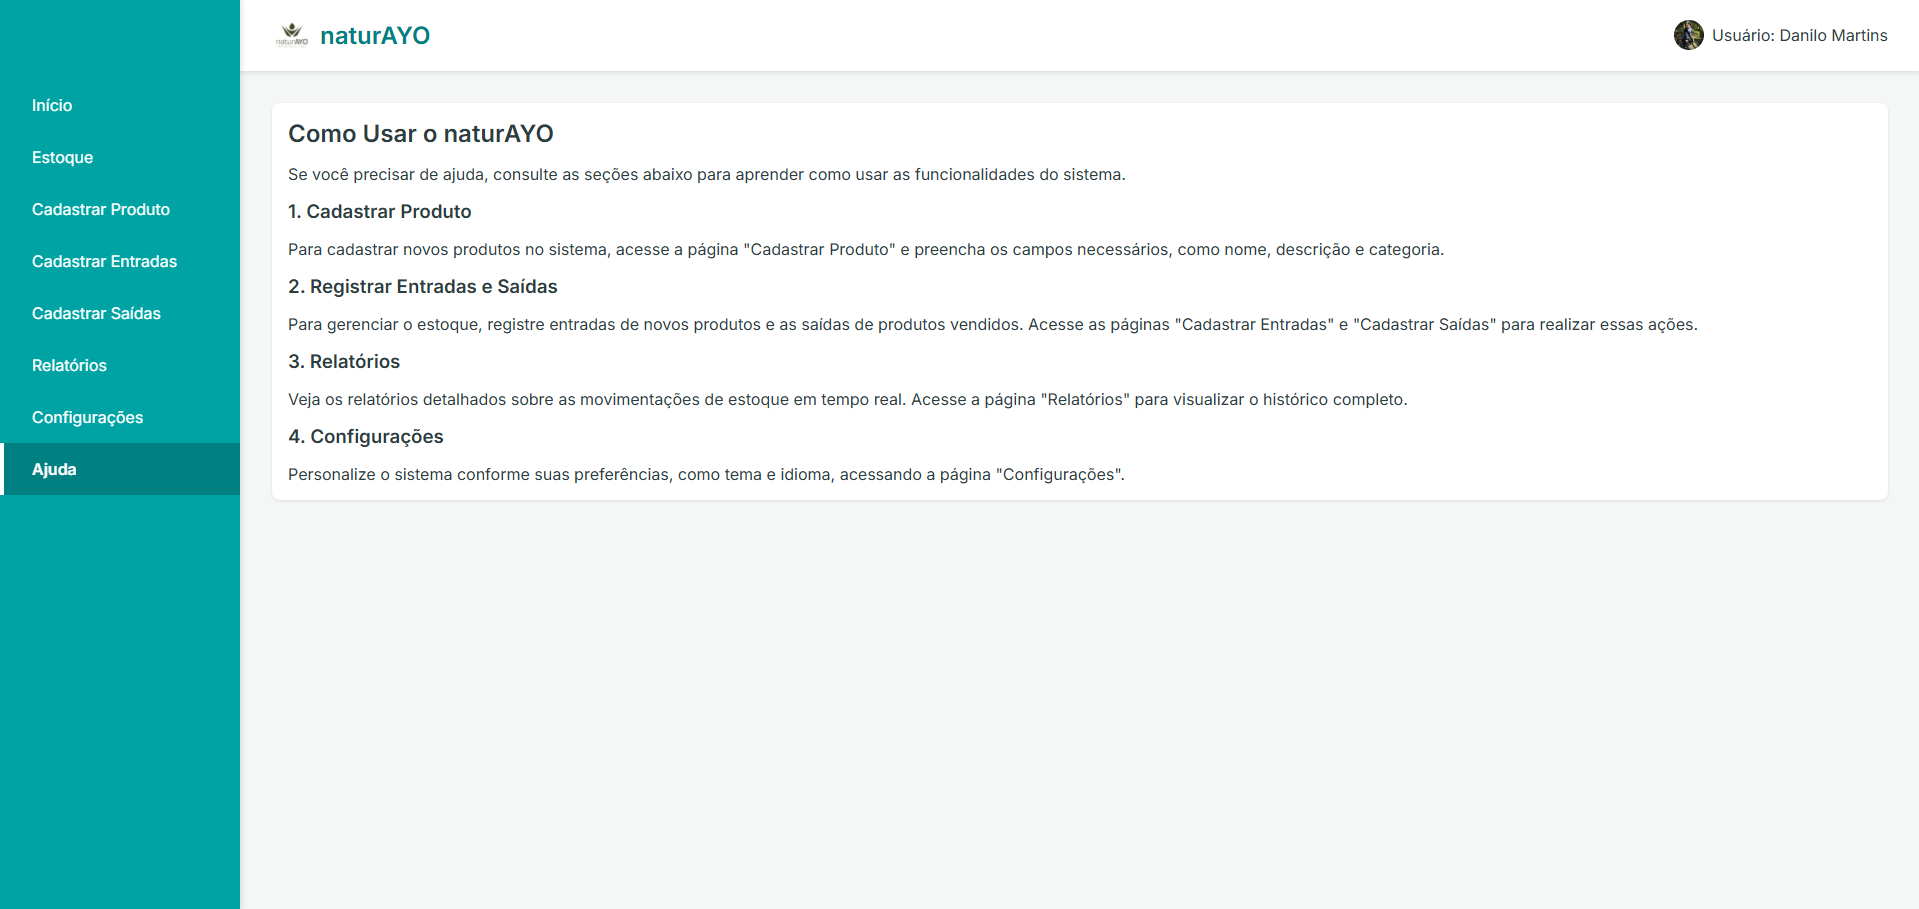 naturAYO
naturAYO
Usuário: Danilo Martins
Início
Estoque
Cadastrar Produto
Cadastrar Entradas
Cadastrar Saídas
Relatórios
Configurações
Ajuda
Como Usar o naturAYO
Se você precisar de ajuda, consulte as seções abaixo para aprender como usar as funcionalidades do sistema.
1. Cadastrar Produto
Para cadastrar novos produtos no sistema, acesse a página "Cadastrar Produto" e preencha os campos necessários, como nome, descrição e categoria.
2. Registrar Entradas e Saídas
Para gerenciar o estoque, registre entradas de novos produtos e as saídas de produtos vendidos. Acesse as páginas "Cadastrar Entradas" e "Cadastrar Saídas" para realizar essas ações.
3. Relatórios
Veja os relatórios detalhados sobre as movimentações de estoque em tempo real. Acesse a página "Relatórios" para visualizar o histórico completo.
4. Configurações
Personalize o sistema conforme suas preferências, como tema e idioma, acessando a página "Configurações".